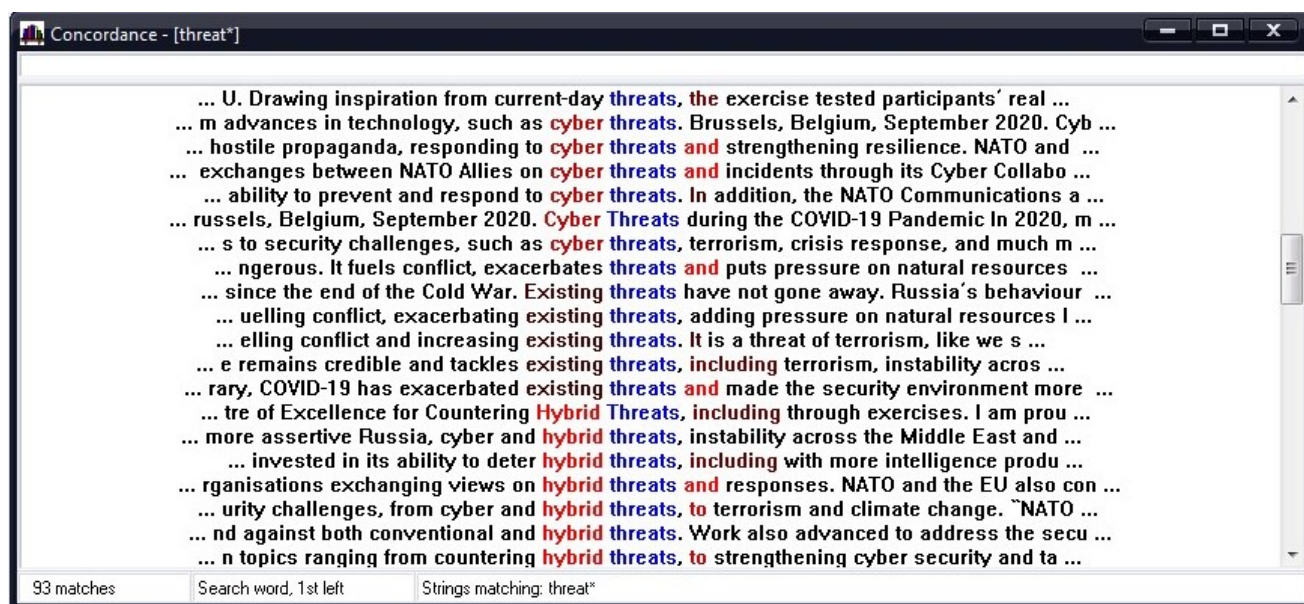 Concordance - [threat*]
... U. Drawing inspiration from current-day threats, the exercise tested participants´ real ...
... m advances in technology, such as cyber threats. Brussels, Belgium, September 2020. Cyb ...
... hostile propaganda, responding to cyber threats and strengthening resilience. NATO and ...
... exchanges between NATO Allies on cyber threats and incidents through its Cyber Collabo ...
... ability to prevent and respond to cyber threats. In addition, the NATO Communications a ...
... russels, Belgium, September 2020. Cyber Threats during the COVID-19 Pandemic In 2020, m ...
... s to security challenges, such as cyber threats, terrorism, crisis response, and much m ...
... ngerous. It fuels conflict, exacerbates threats and puts pressure on natural resources ...
... since the end of the Cold War. Existing threats have not gone away. Russia´s behaviour ...
... uelling conflict, exacerbating existing threats, adding pressure on natural resources I ...
... elling conflict and increasing existing threats. It is a threat of terrorism, like we s ...
... e remains credible and tackles existing threats, including terrorism, instability acros ...
... rary, COVID-19 has exacerbated existing threats and made the security environment more ...
... tre of Excellence for Countering Hybrid Threats, including through exercises. I am prou ...
... more assertive Russia, cyber and hybrid threats, instability across the Middle East and ...
... invested in its ability to deter hybrid threats, including with more intelligence produ ...
... rganisations exchanging views on hybrid threats and responses. NATO and the EU also con ...
... urity challenges, from cyber and hybrid threats, to terrorism and climate change. ``NATO ...
... nd against both conventional and hybrid threats. Work also advanced to address the secu ...
... n topics ranging from countering hybrid threats, to strengthening cyber security and ta ...
93 matches Search word, 1st left Strings matching: threat*